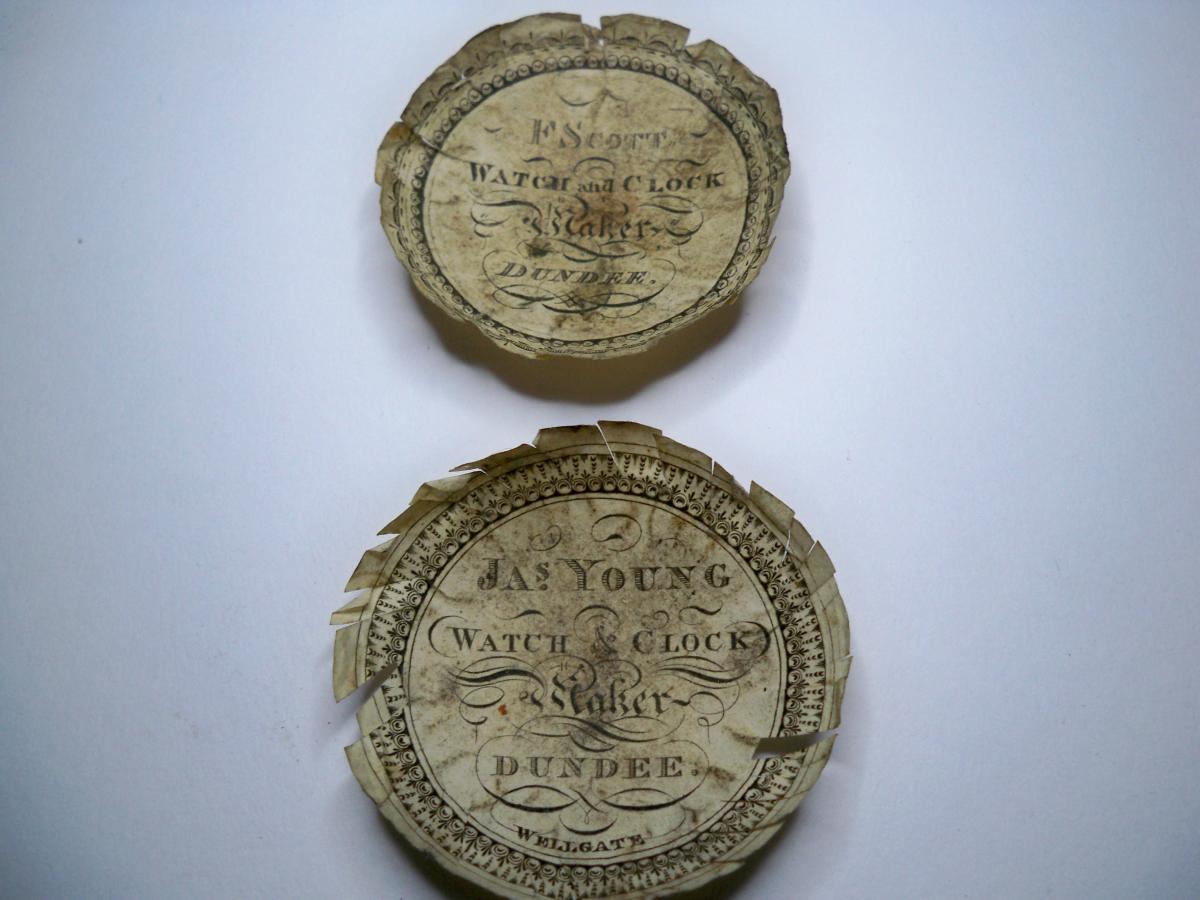 F SCOTT
WATCH and CLOCK
Maker
DUNDEE.
JAS. YOUNG
WATCH & CLOCK
Maker
DUNDEE.
WELLGATE